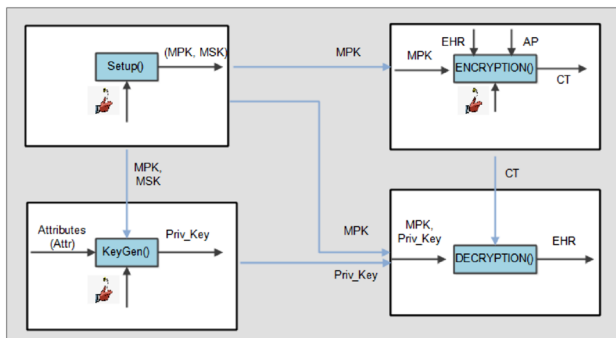 (MPK, MSK)
Setup()
MPK
EHR
AP
MPK
ENCRYPTION()
CT
MPK,
MSK
CT
Attributes
(Attr)
Priv_Key
KeyGen()
MPK
Priv_Key
MPK,
Priv_Key
DECRYPTION()
EHR